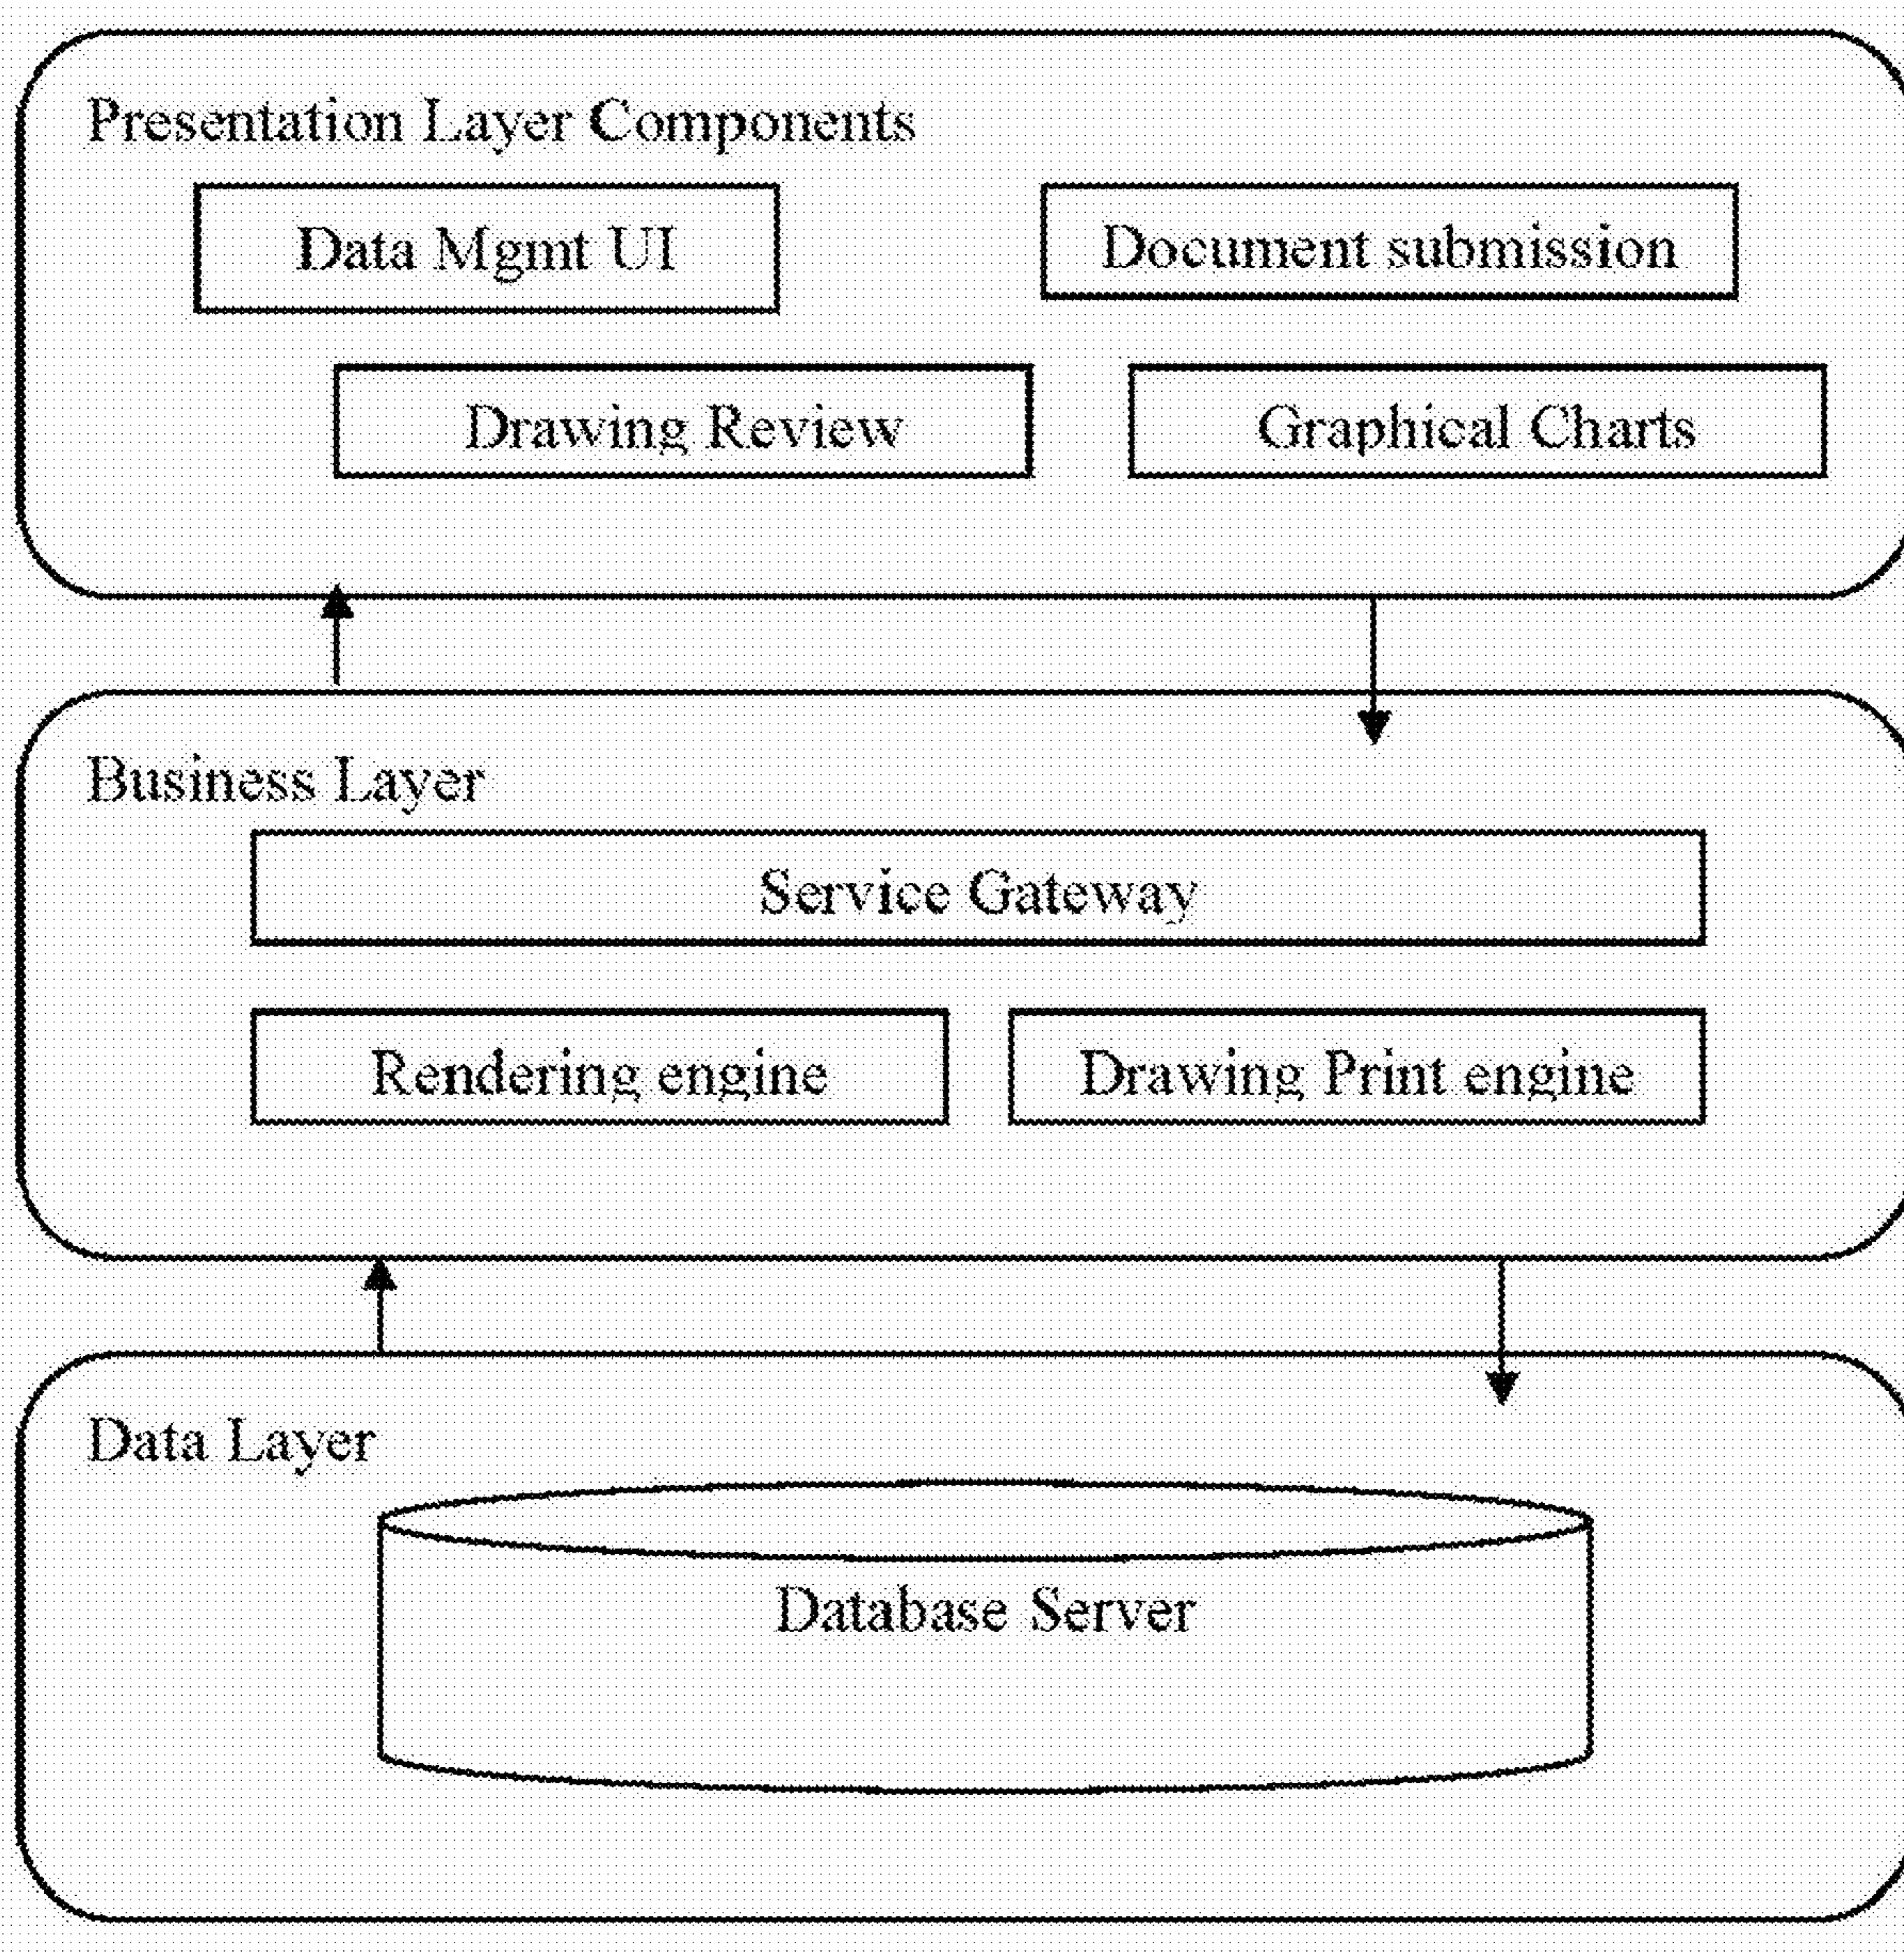 Presentation Layer Components
Data Mgmt UI
Document submission
Drawing Review
Graphical Charts
Business Layer
Service Gateway
Rendering engine
Drawing Print engine
Data Layer
Database Server